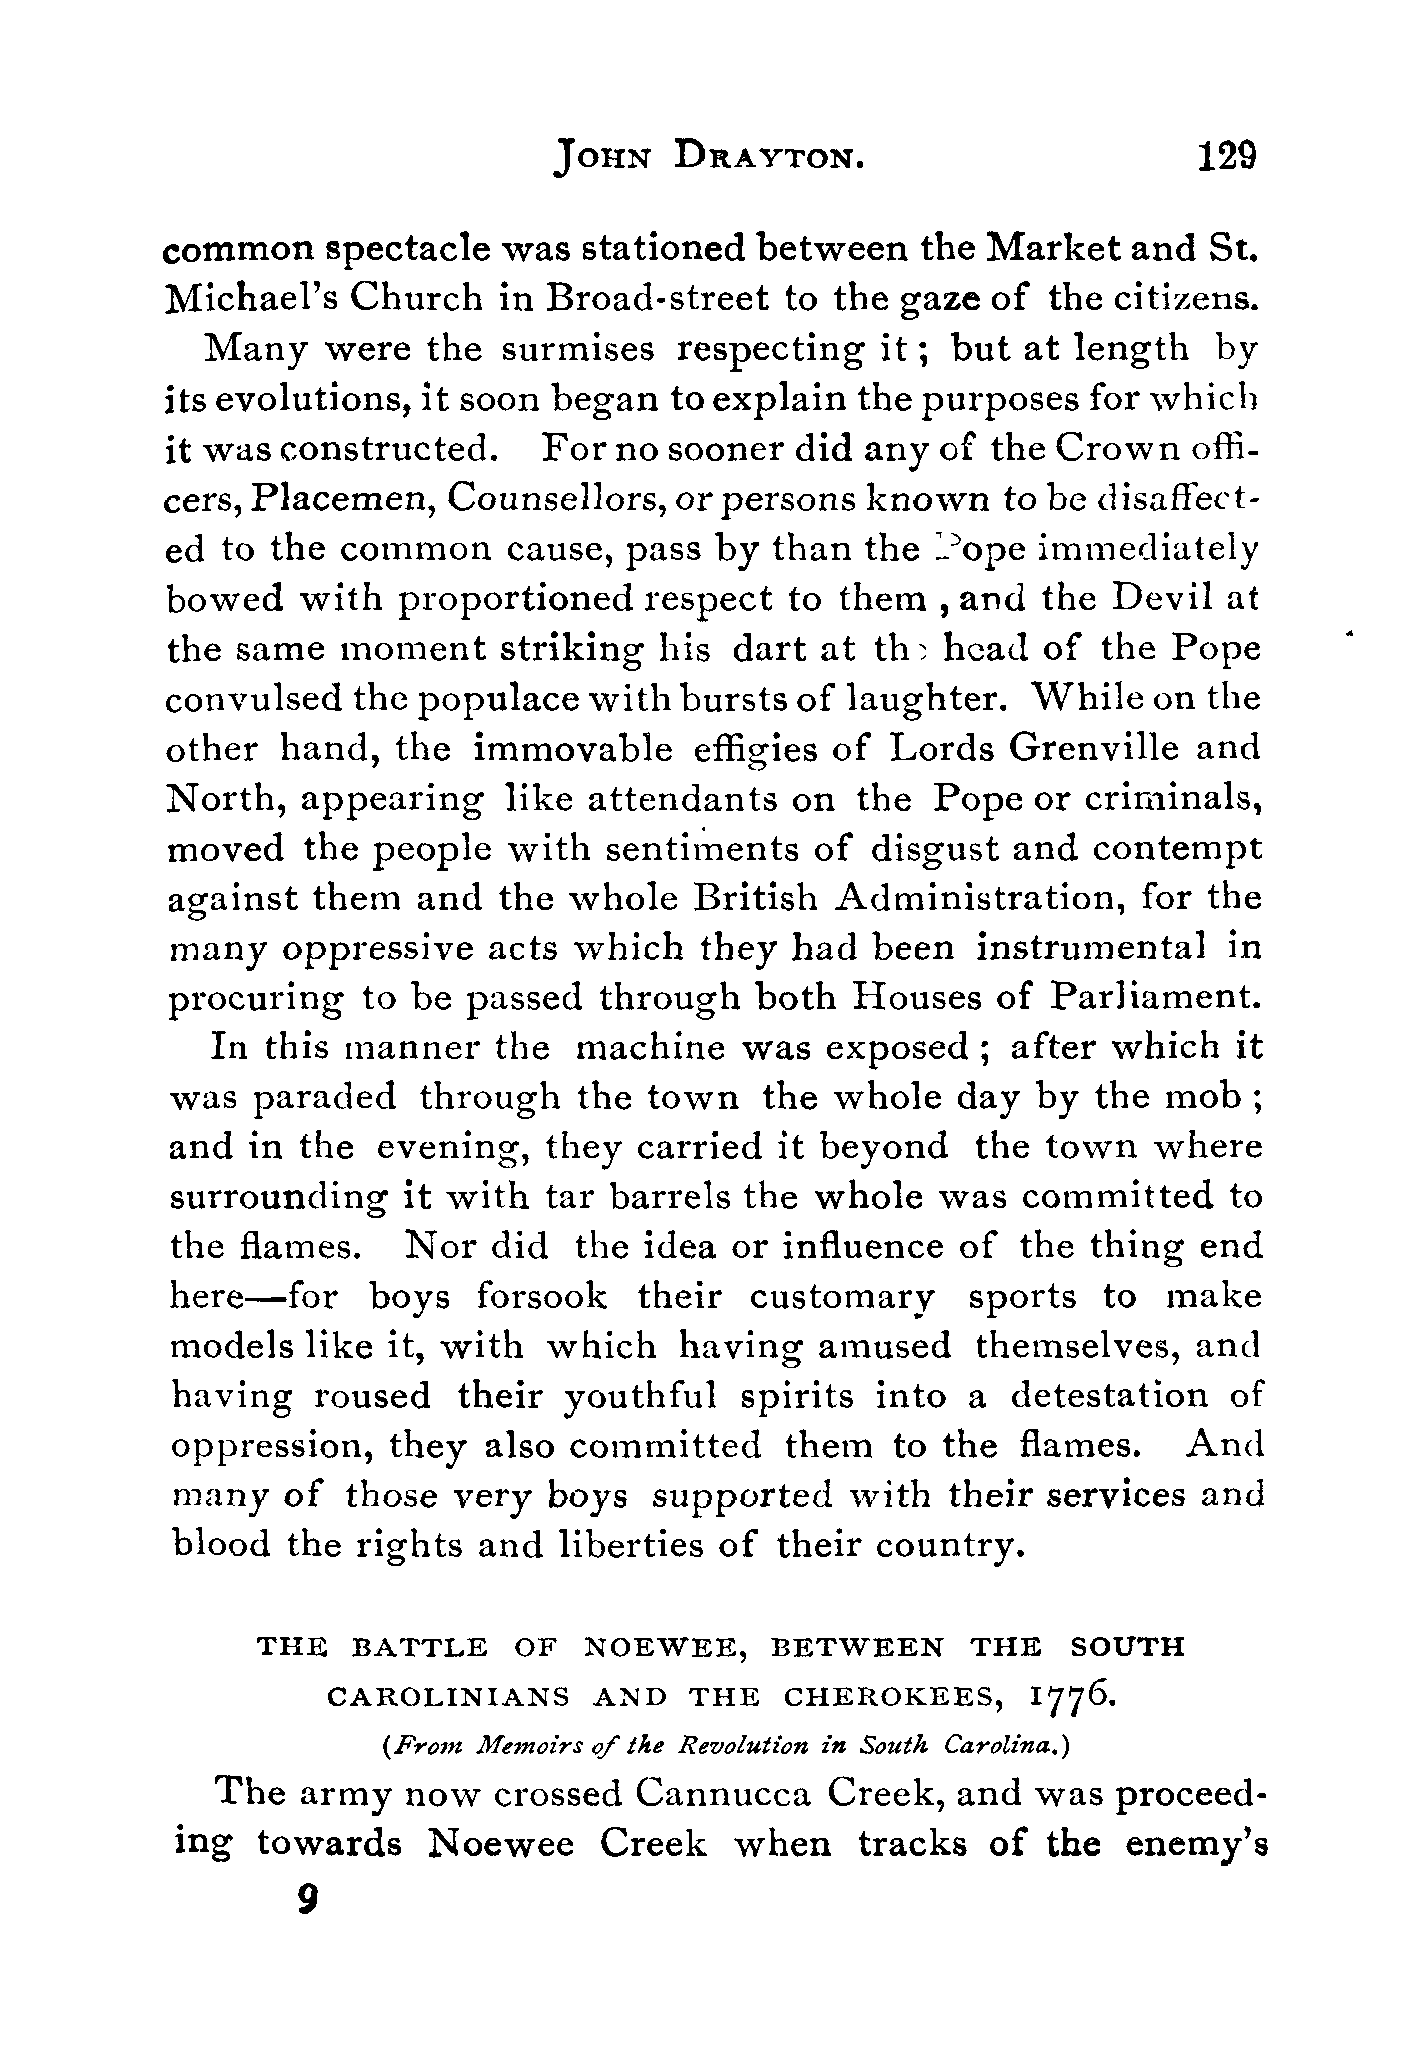 John Drayton. 129
common spectacle was stationed between the Market and St.
Michael's Church in Broad-street to the gaze of the citizens.
Many were the surmises respecting it ; but at length by
its evolutions, it soon began to explain the purposes for which
it was constructed. For no sooner did any of the Crown offi-
cers, Placemen, Counsellors, or persons known to be disaffect-
ed to the common cause, pass by than the Pope immediately
bowed with proportioned respect to them , and the Devil at
the same moment striking his dart at the head of the Pope
convulsed the populace with bursts of laughter. While on the
other hand, the immovable effigies of Lords Grenville and
North, appearing like attendants on the Pope or criminals,
moved the people with sentiments of disgust and contempt
against them and the whole British Administration, for the
many oppressive acts which they had been instrumental in
procuring to be passed through both Houses of Parliament.
In this manner the machine was exposed ; after which it
was paraded through the town the whole day by the mob ;
and in the evening, they carried it beyond the town where
surrounding it with tar barrels the whole was committed to
the flames. Nor did the idea or influence of the thing end
here—for boys forsook their customary sports to make
models like it, with which having amused themselves, and
having roused their youthful spirits into a detestation of
oppression, they also committed them to the flames. And
many of those very boys supported with their services and
blood the rights and liberties of their country.
THE BATTLE OF NOEWEE, BETWEEN THE SOUTH
CAROLINIANS AND THE CHEROKEES, 1776.
(From Memoirs of the Revolution in South Carolina.)
The army now crossed Cannucca Creek, and was proceed-
ing towards Noewee Creek when tracks of the enemy's
9